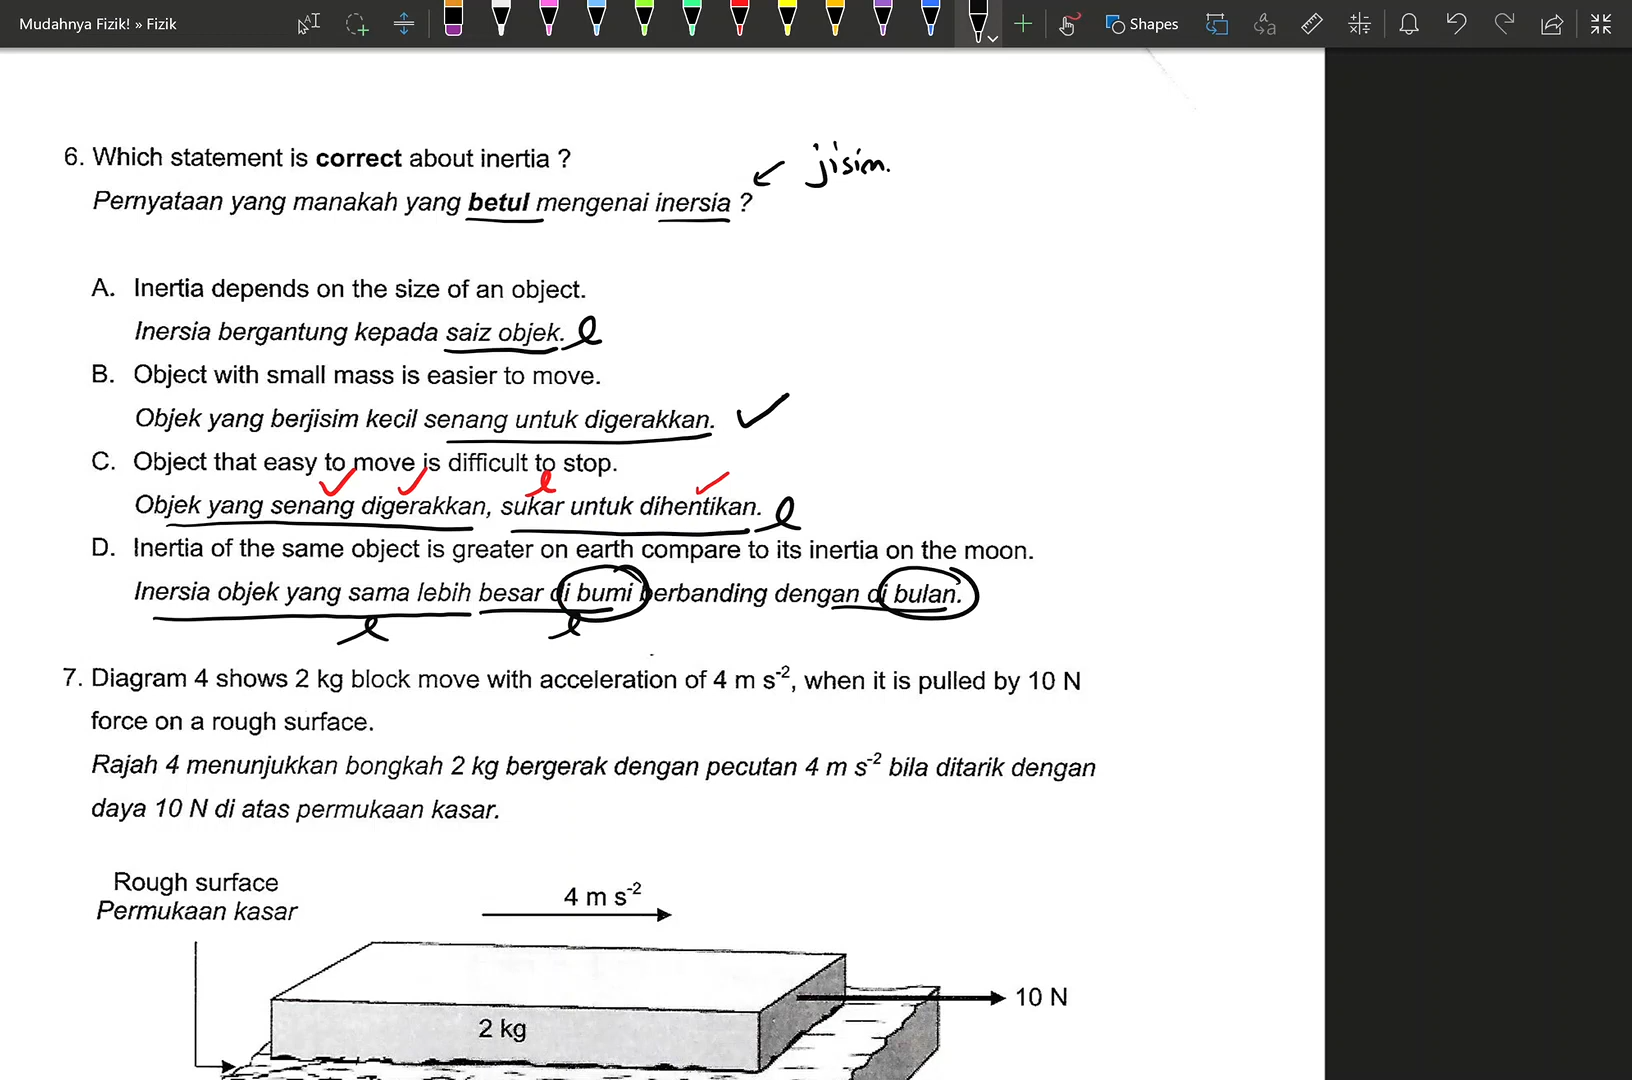 Mudahnya Fizik! » Fizik
Shapes
6. Which statement is correct about inertia ?
jisim.
Pernyataan yang manakah yang betul mengenai inersia ?
A. Inertia depends on the size of an object.
Inersia bergantung kepada saiz objek.
B. Object with small mass is easier to move.
Objek yang berjisim kecil senang untuk digerakkan.
C. Object that easy to move is difficult to stop.
Objek yang senang digerakkan, sukar untuk dihentikan.
D. Inertia of the same object is greater on earth compare to its inertia on the moon.
Inersia objek yang sama lebih besar di bumi berbanding dengan di bulan.
7. Diagram 4 shows 2 kg block move with acceleration of 4 m s⁻², when it is pulled by 10 N
force on a rough surface.
Rajah 4 menunjukkan bongkah 2 kg bergerak dengan pecutan 4 m s⁻² bila ditarik dengan
daya 10 N di atas permukaan kasar.
Rough surface
Permukaan kasar
4 m s⁻²
10 N
2 kg